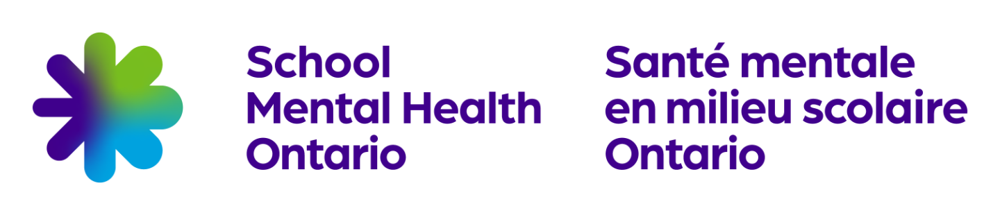 School
Mental Health
Ontario
Santé mentale
en milieu scolaire
Ontario